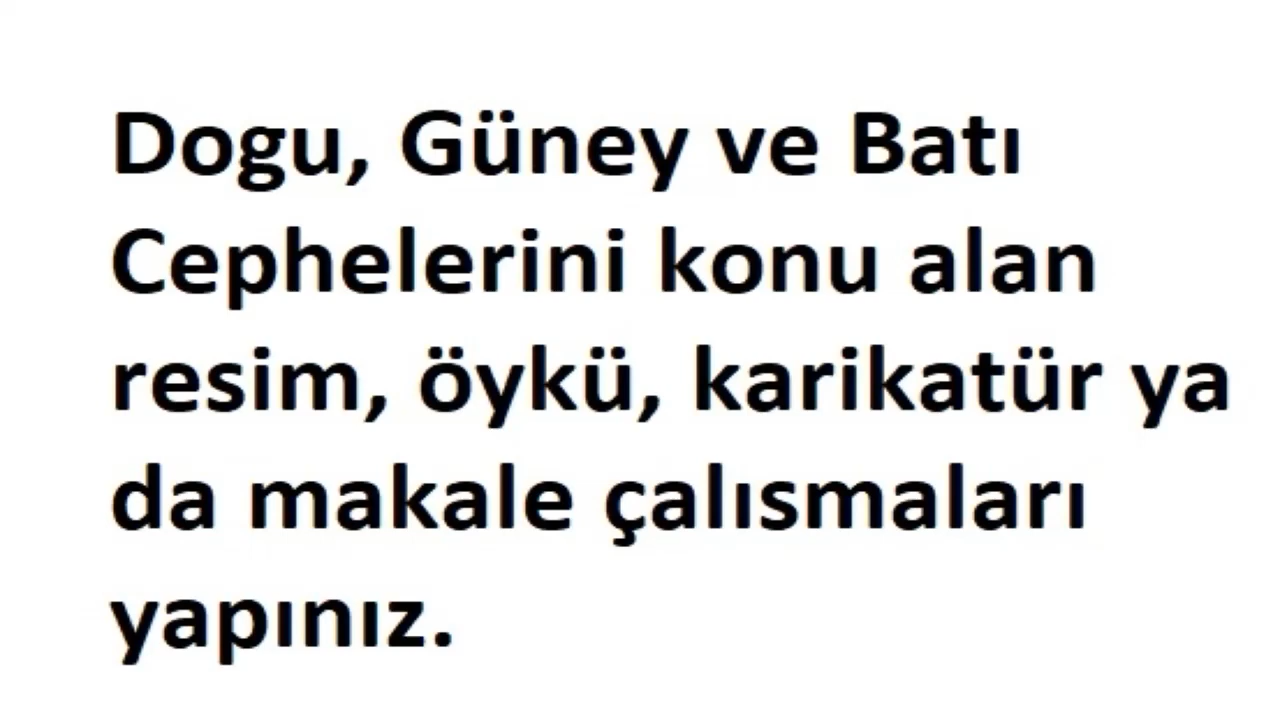 Dogu, Güney ve Batı
Cephelerini konu alan
resim, öykü, karikatür ya
da makale çalısmaları
yapınız.